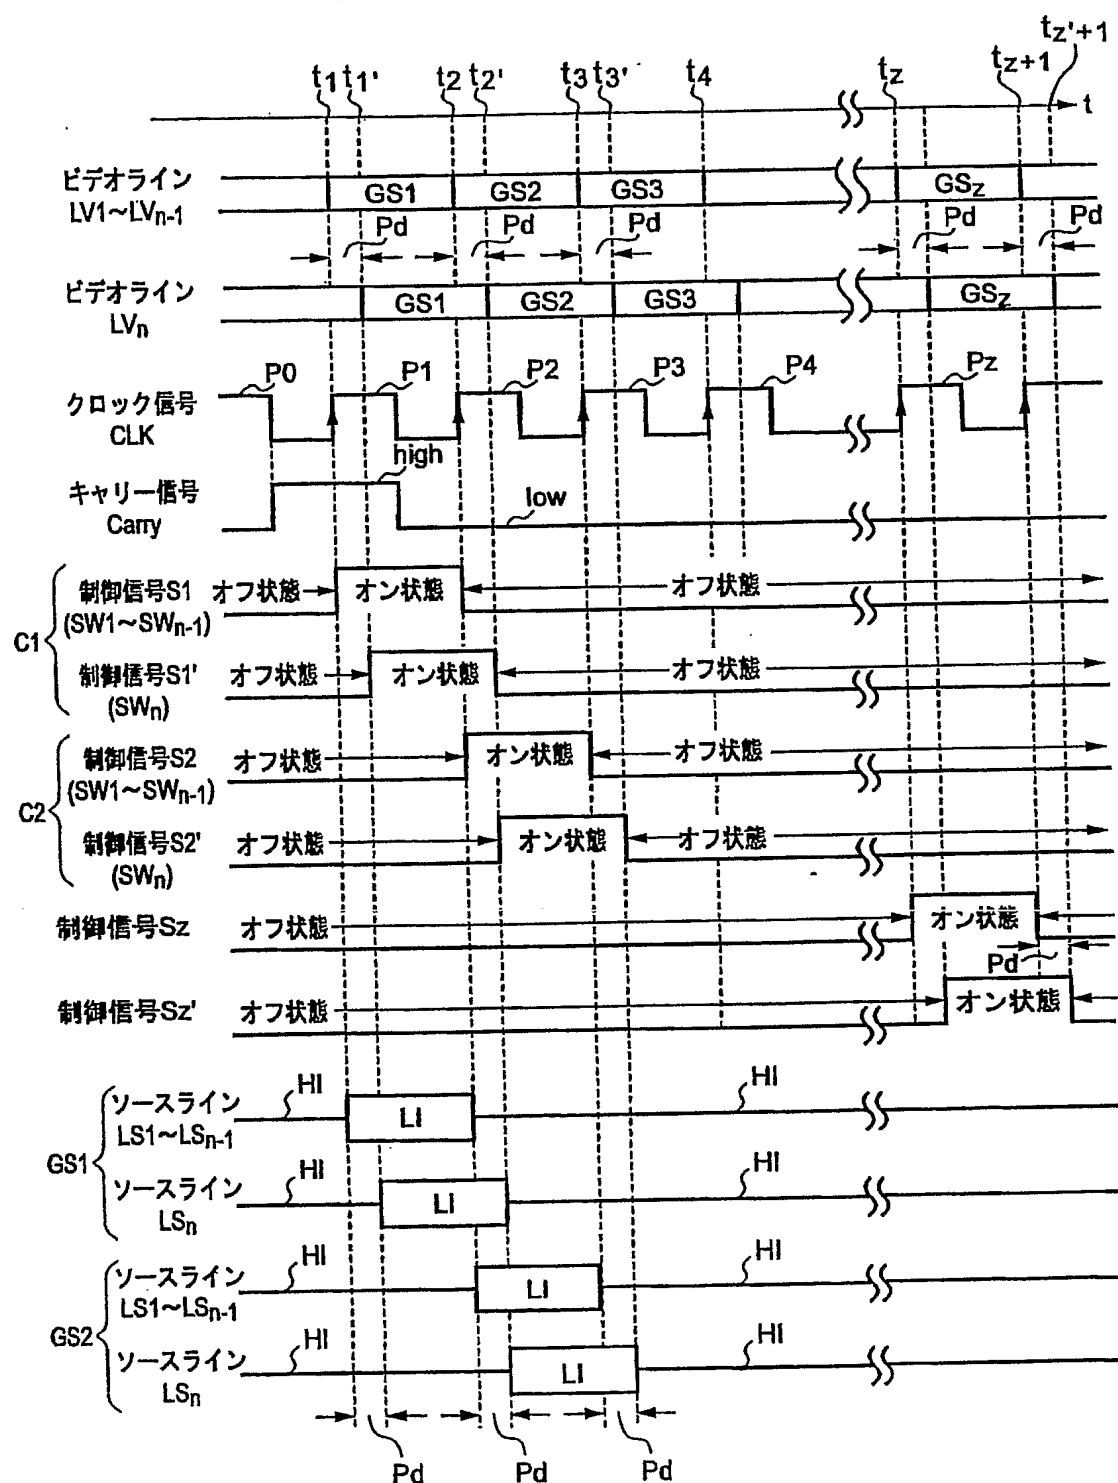 t1 t1' t2 t2' t3 t3' t4 tz tz+1 tz'+1
t
ビデオライン
LV1~LVn-1
GS1 GS2 GS3 GSz
Pd Pd Pd Pd Pd
ビデオライン
LVn
GS1 GS2 GS3 GSz
P0 P1 P2 P3 P4 Pz
クロック信号
CLK
キャリー信号
Carry
high
low
C1
制御信号S1
(SW1~SWn-1)
オフ状態 オン状態 オフ状態
制御信号S1'
(SWn)
オフ状態 オン状態 オフ状態
C2
制御信号S2
(SW1~SWn-1)
オフ状態 オン状態 オフ状態
制御信号S2'
(SWn)
オフ状態 オン状態 オフ状態
制御信号Sz
オフ状態 オン状態
Pd
制御信号Sz'
オフ状態 オン状態
GS1
ソースライン
LS1~LSn-1
HI LI HI
ソースライン
LSn
HI LI HI
GS2
ソースライン
LS1~LSn-1
HI LI HI
ソースライン
LSn
HI LI HI
Pd Pd Pd